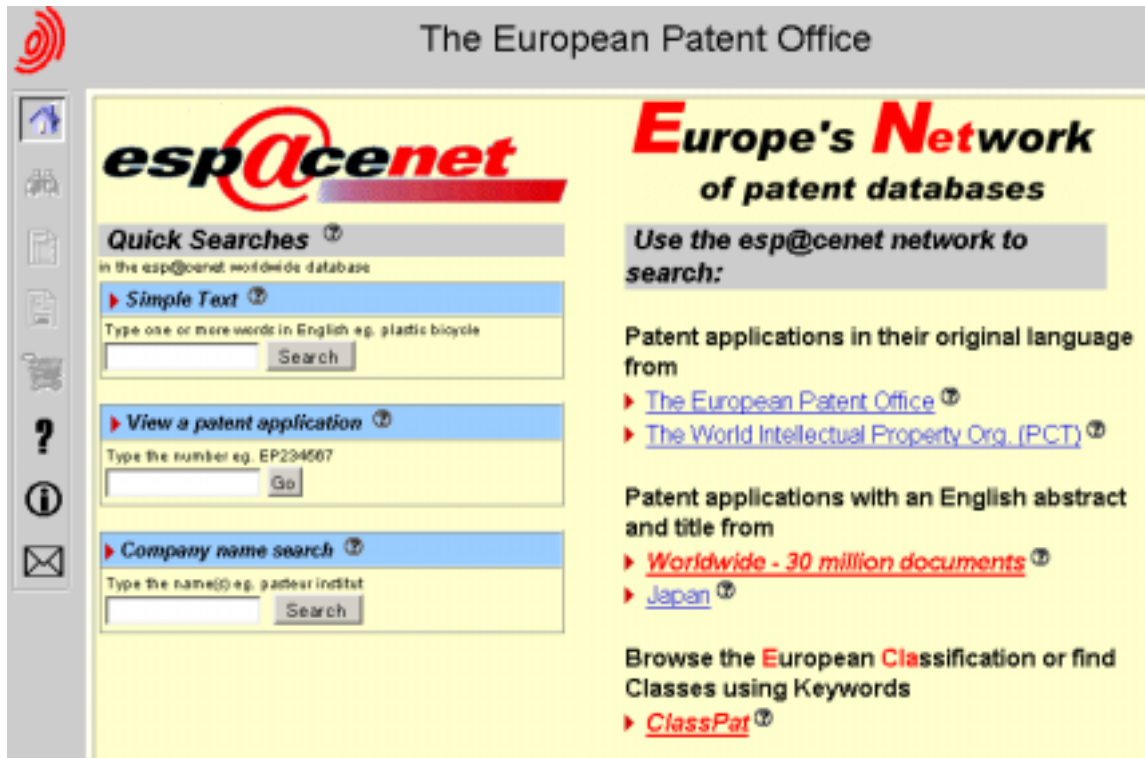 The European Patent Office
esp@cenet
Quick Searches
in the esp@cenet worldwide database
Simple Text
Type one or more words in English eg. plastic bicycle
Search
View a patent application
Type the number eg. EP234567
Go
Company name search
Type the name(s) eg. pasteur institut
Search
Europe's Network
of patent databases
Use the esp@cenet network to
search:
Patent applications in their original language
from
The European Patent Office
The World Intellectual Property Org. (PCT)
Patent applications with an English abstract
and title from
Worldwide - 30 million documents
Japan
Browse the European Classification or find
Classes using Keywords
ClassPat